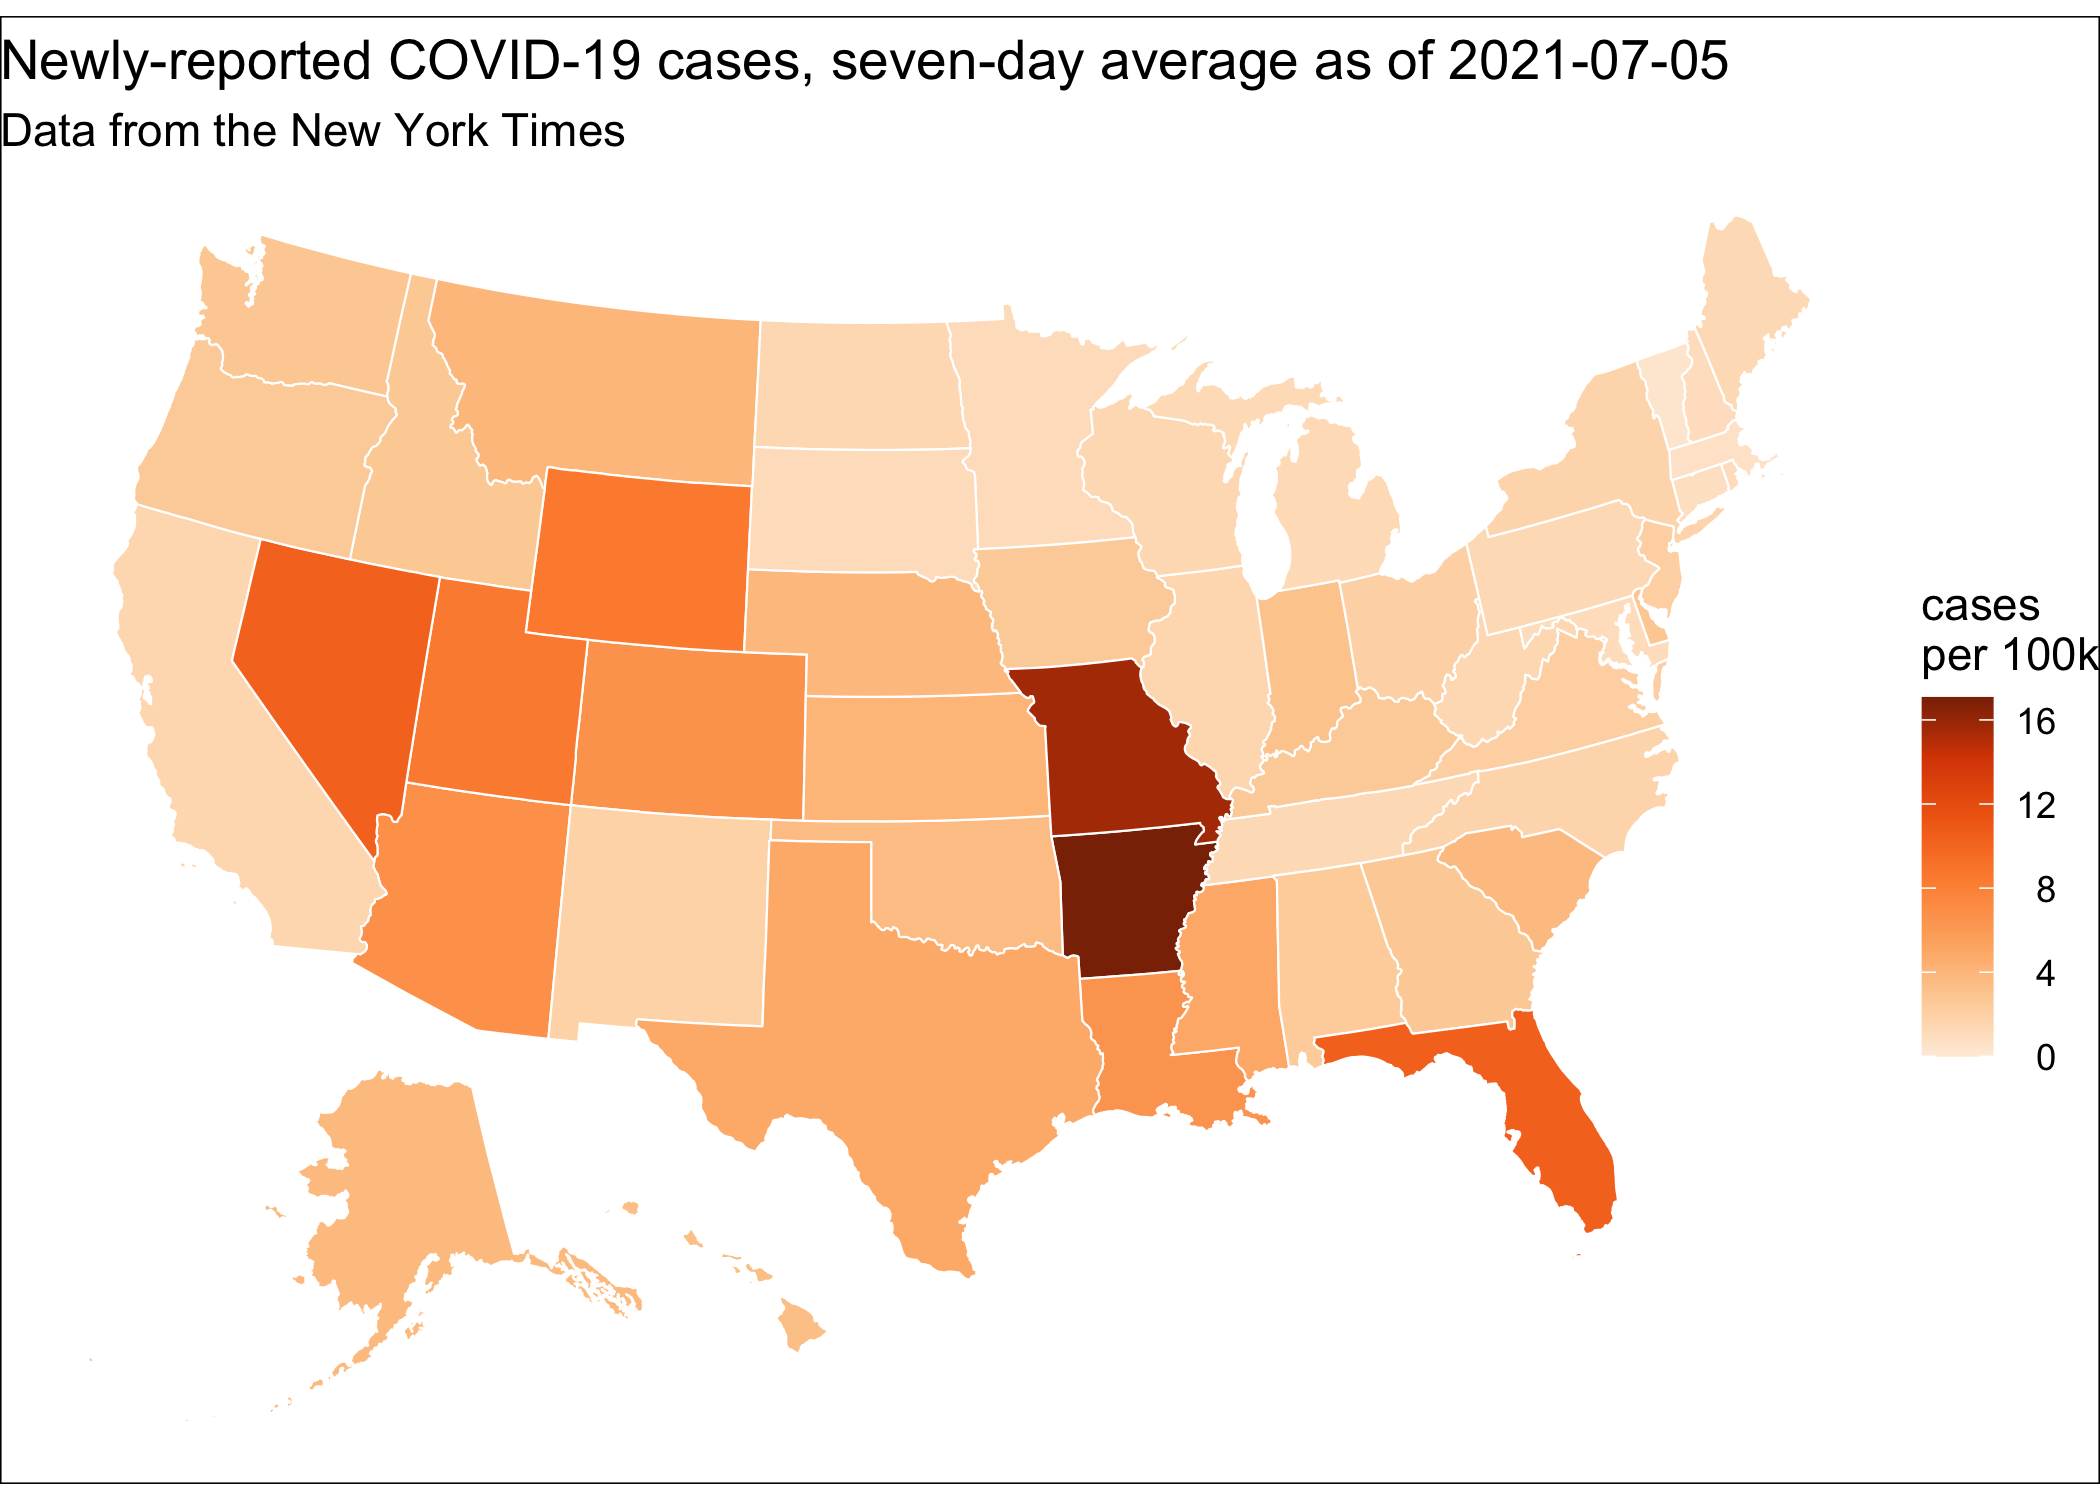 Newly-reported COVID-19 cases, seven-day average as of 2021-07-05
Data from the New York Times
cases
per 100k
16
12
8
4
0